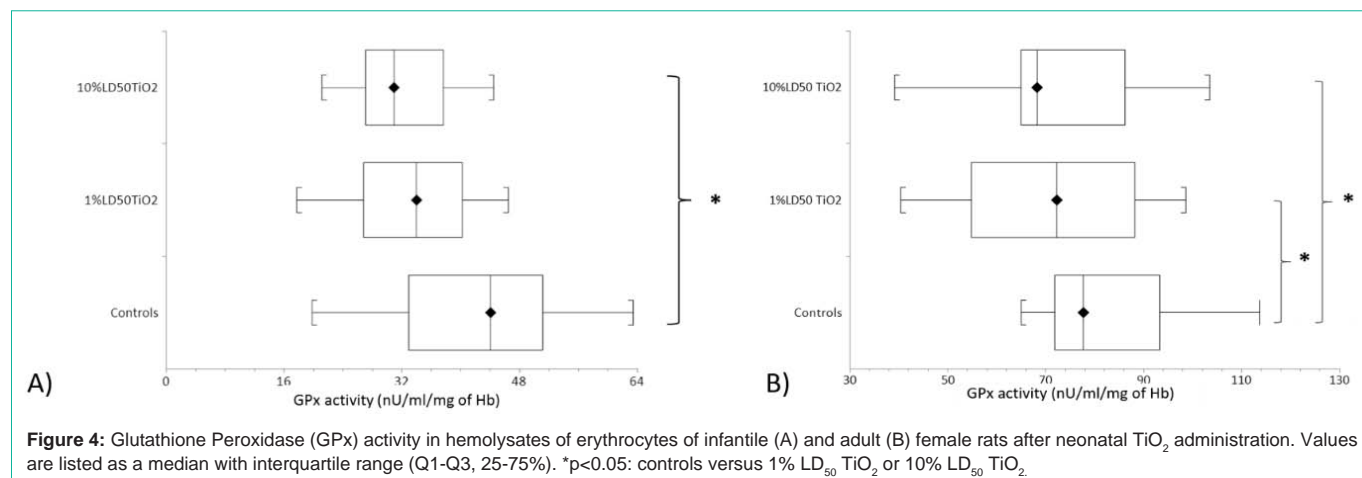 10%LD50TiO2
1%LD50TiO2
Controls
*
A)
0 16 32 48 64
GPx activity (nU/ml/mg of Hb)
10%LD50 TiO2
1%LD50 TiO2
Controls
*
*
B)
30 50 70 90 110 130
GPx activity (nU/ml/mg of Hb)
Figure 4: Glutathione Peroxidase (GPx) activity in hemolysates of erythrocytes of infantile (A) and adult (B) female rats after neonatal TiO₂ administration. Values
are listed as a median with interquartile range (Q1-Q3, 25-75%). *p<0.05: controls versus 1% LD₅₀ TiO₂ or 10% LD₅₀ TiO₂.